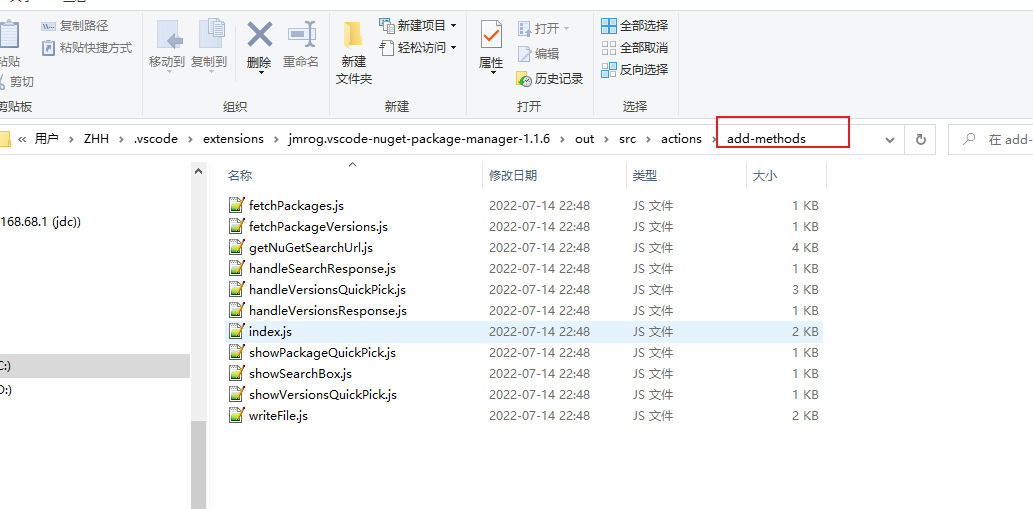 复制路径
粘贴快捷方式
粘贴
剪切
剪贴板
移动到
复制到
删除
重命名
组织
新建
文件夹
新建项目
轻松访问
新建
属性
打开
编辑
历史记录
打开
全部选择
全部取消
反向选择
选择
« 用户 › ZHH › .vscode › extensions › jmrog.vscode-nuget-package-manager-1.1.6 › out › src › actions › add-methods
在 add-
168.68.1 (jdc))
C:)
D:)
名称 修改日期 类型 大小
fetchPackages.js 2022-07-14 22:48 JS 文件 1 KB
fetchPackageVersions.js 2022-07-14 22:48 JS 文件 1 KB
getNuGetSearchUrl.js 2022-07-14 22:48 JS 文件 4 KB
handleSearchResponse.js 2022-07-14 22:48 JS 文件 1 KB
handleVersionsQuickPick.js 2022-07-14 22:48 JS 文件 3 KB
handleVersionsResponse.js 2022-07-14 22:48 JS 文件 1 KB
index.js 2022-07-14 22:48 JS 文件 2 KB
showPackageQuickPick.js 2022-07-14 22:48 JS 文件 1 KB
showSearchBox.js 2022-07-14 22:48 JS 文件 1 KB
showVersionsQuickPick.js 2022-07-14 22:48 JS 文件 1 KB
writeFile.js 2022-07-14 22:48 JS 文件 2 KB